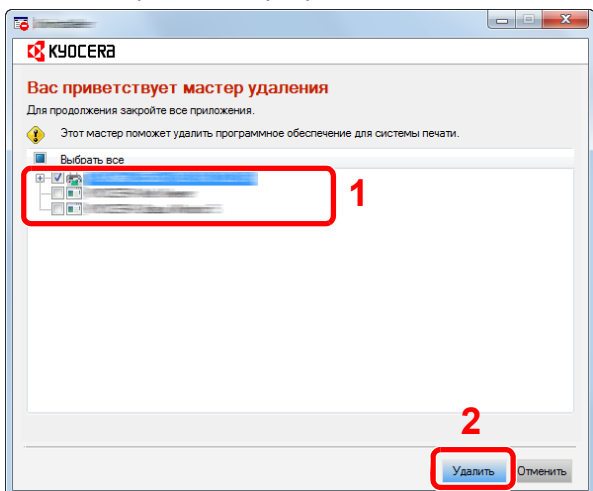 KYOCERA
Вас приветствует мастер удаления
Для продолжения закройте все приложения.
Этот мастер поможет удалить программное обеспечение для системы печати.
Выбрать все
1
2
Удалить Отменить